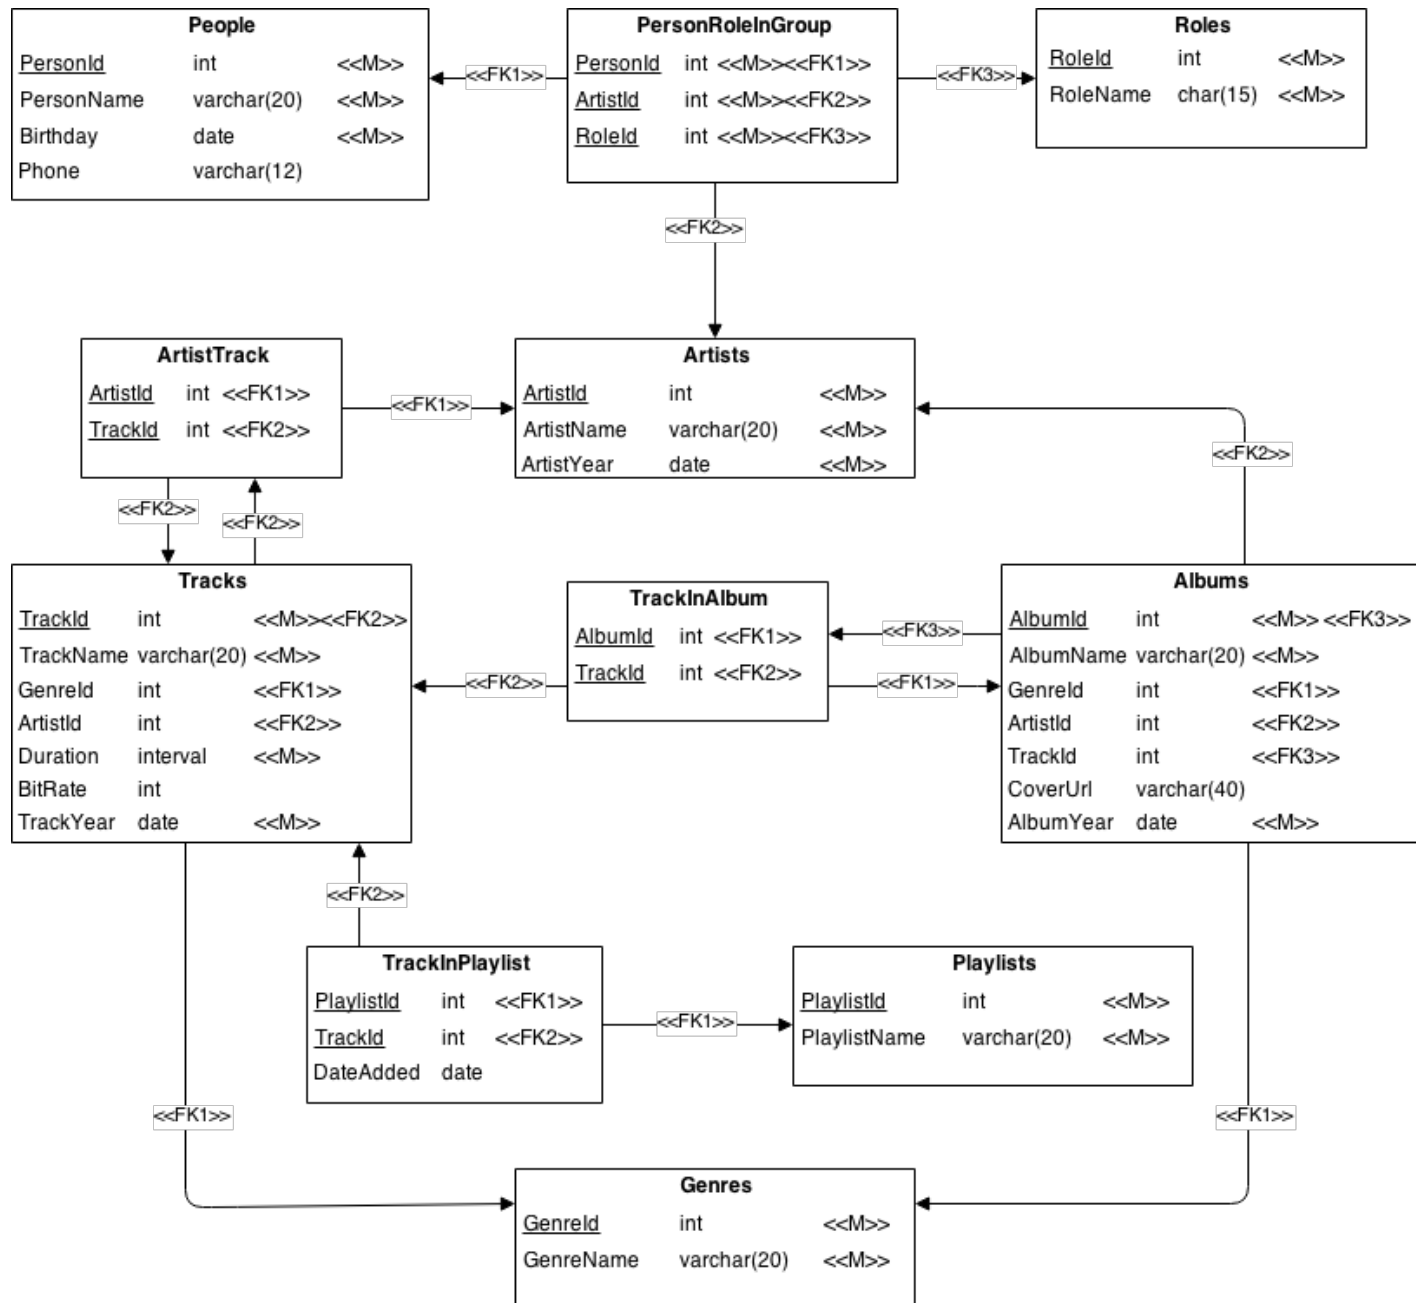 People
PersonId int <<M>>
PersonName varchar(20) <<M>>
Birthday date <<M>>
Phone varchar(12)
<<FK1>>
PersonRoleInGroup
PersonId int <<M>><<FK1>>
ArtistId int <<M>><<FK2>>
RoleId int <<M>><<FK3>>
<<FK3>>
Roles
RoleId int <<M>>
RoleName char(15) <<M>>
<<FK2>>
ArtistTrack
ArtistId int <<FK1>>
TrackId int <<FK2>>
<<FK1>>
Artists
ArtistId int <<M>>
ArtistName varchar(20) <<M>>
ArtistYear date <<M>>
<<FK2>>
<<FK2>>
<<FK2>>
Tracks
TrackId int <<M>><<FK2>>
TrackName varchar(20) <<M>>
GenreId int <<FK1>>
ArtistId int <<FK2>>
Duration interval <<M>>
BitRate int
TrackYear date <<M>>
<<FK2>>
TrackInAlbum
AlbumId int <<FK1>>
TrackId int <<FK2>>
<<FK3>>
<<FK1>>
Albums
AlbumId int <<M>> <<FK3>>
AlbumName varchar(20) <<M>>
GenreId int <<FK1>>
ArtistId int <<FK2>>
TrackId int <<FK3>>
CoverUrl varchar(40)
AlbumYear date <<M>>
<<FK2>>
TrackInPlaylist
PlaylistId int <<FK1>>
TrackId int <<FK2>>
DateAdded date
<<FK1>>
Playlists
PlaylistId int <<M>>
PlaylistName varchar(20) <<M>>
<<FK1>>
<<FK1>>
Genres
GenreId int <<M>>
GenreName varchar(20) <<M>>